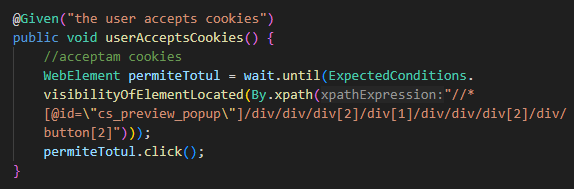 @Given("the user accepts cookies")
public void userAcceptsCookies() {
//acceptam cookies
WebElement permiteTotul = wait.until(ExpectedConditions.
visibilityOfElementLocated(By.xpath(xpathExpression:"//*
[@id=\"cs_preview_popup\"]/div/div/div[2]/div[1]/div/div/div[2]/div/
button[2]")));
permiteTotul.click();
}